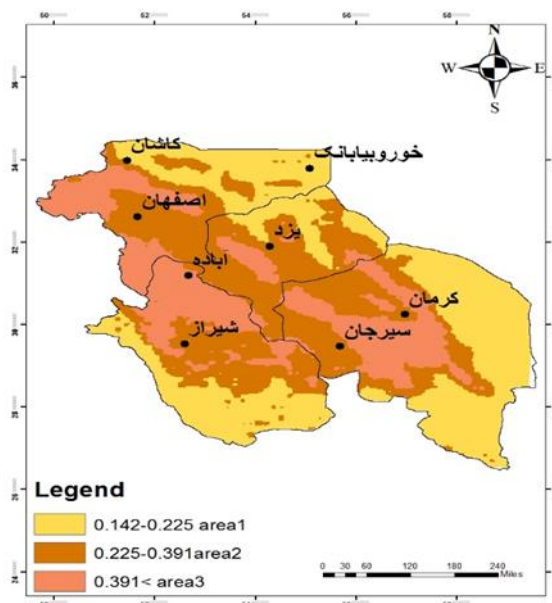 N
W E
S
کاشان
خوروبیابانک
اصفهان
یزد
آباده
کرمان
سیرجان
شیراز
Legend
0.142-0.225 area1
0.225-0.391area2
0.391< area3
0 30 60 120 180 240
Miles